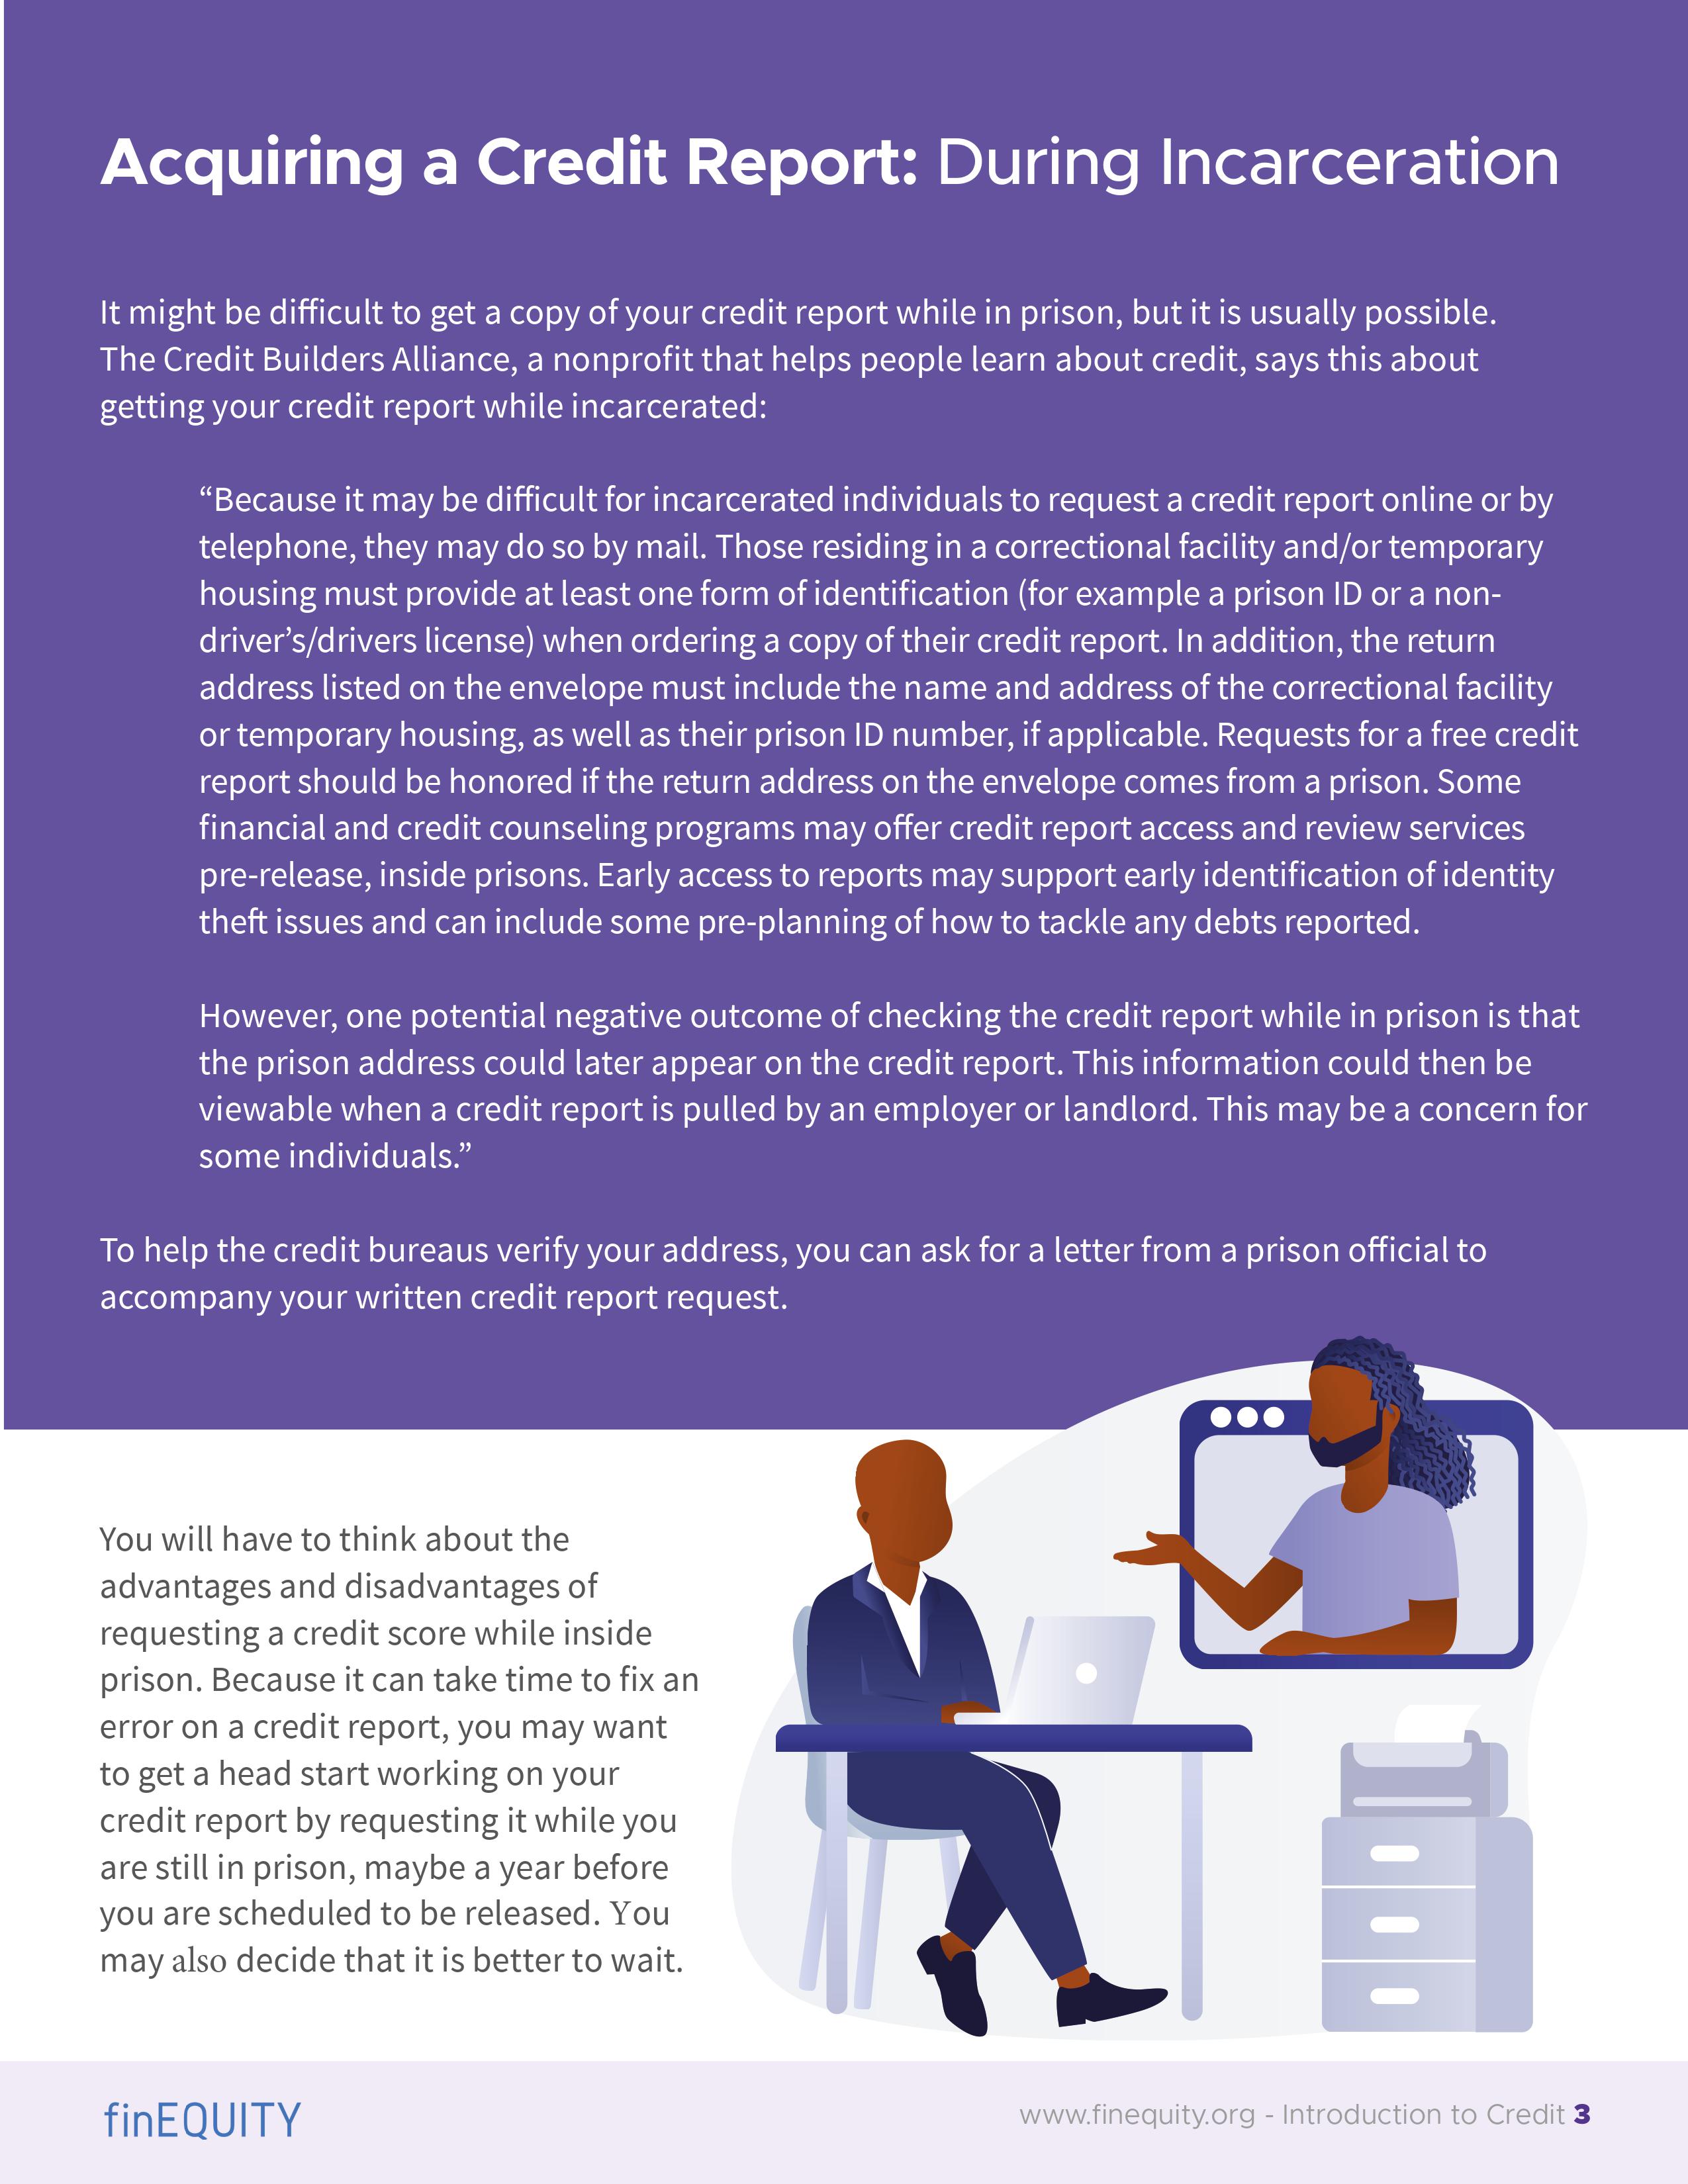 Acquiring a Credit Report: During Incarceration
It might be difficult to get a copy of your credit report while in prison, but it is usually possible.
The Credit Builders Alliance, a nonprofit that helps people learn about credit, says this about
getting your credit report while incarcerated:
“Because it may be difficult for incarcerated individuals to request a credit report online or by
telephone, they may do so by mail. Those residing in a correctional facility and/or temporary
housing must provide at least one form of identification (for example a prison ID or a non-
driver’s/drivers license) when ordering a copy of their credit report. In addition, the return
address listed on the envelope must include the name and address of the correctional facility
or temporary housing, as well as their prison ID number, if applicable. Requests for a free credit
report should be honored if the return address on the envelope comes from a prison. Some
financial and credit counseling programs may offer credit report access and review services
pre-release, inside prisons. Early access to reports may support early identification of identity
theft issues and can include some pre-planning of how to tackle any debts reported.
However, one potential negative outcome of checking the credit report while in prison is that
the prison address could later appear on the credit report. This information could then be
viewable when a credit report is pulled by an employer or landlord. This may be a concern for
some individuals.”
To help the credit bureaus verify your address, you can ask for a letter from a prison official to
accompany your written credit report request.
You will have to think about the
advantages and disadvantages of
requesting a credit score while inside
prison. Because it can take time to fix an
error on a credit report, you may want
to get a head start working on your
credit report by requesting it while you
are still in prison, maybe a year before
you are scheduled to be released. You
may also decide that it is better to wait.
finEQUITY
www.finequity.org - Introduction to Credit 3